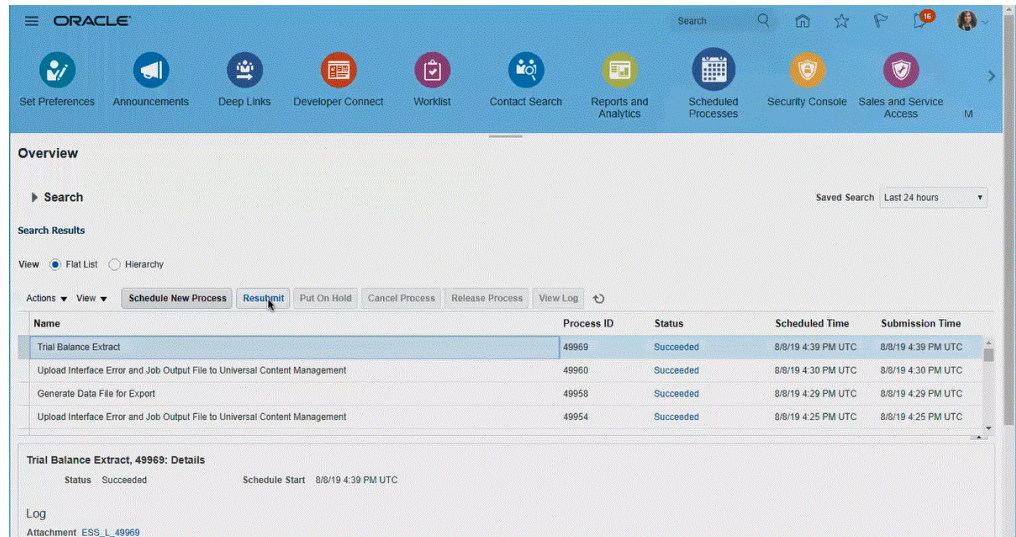 ORACLE
Search
16
Set Preferences
Announcements
Deep Links
Developer Connect
Worklist
Contact Search
Reports and
Analytics
Scheduled
Processes
Security Console
Sales and Service
Access
M
Overview
Search
Saved Search Last 24 hours
Search Results
View Flat List Hierarchy
Actions View Schedule New Process Resubmit Put On Hold Cancel Process Release Process View Log
Name Process ID Status Scheduled Time Submission Time
Trial Balance Extract 49969 Succeeded 8/8/19 4:39 PM UTC 8/8/19 4:39 PM UTC
Upload Interface Error and Job Output File to Universal Content Management 49960 Succeeded 8/8/19 4:30 PM UTC 8/8/19 4:30 PM UTC
Generate Data File for Export 49958 Succeeded 8/8/19 4:29 PM UTC 8/8/19 4:29 PM UTC
Upload Interface Error and Job Output File to Universal Content Management 49954 Succeeded 8/8/19 4:25 PM UTC 8/8/19 4:25 PM UTC
Trial Balance Extract, 49969: Details
Status Succeeded Schedule Start 8/8/19 4:39 PM UTC
Log
Attachment ESS_L_49969